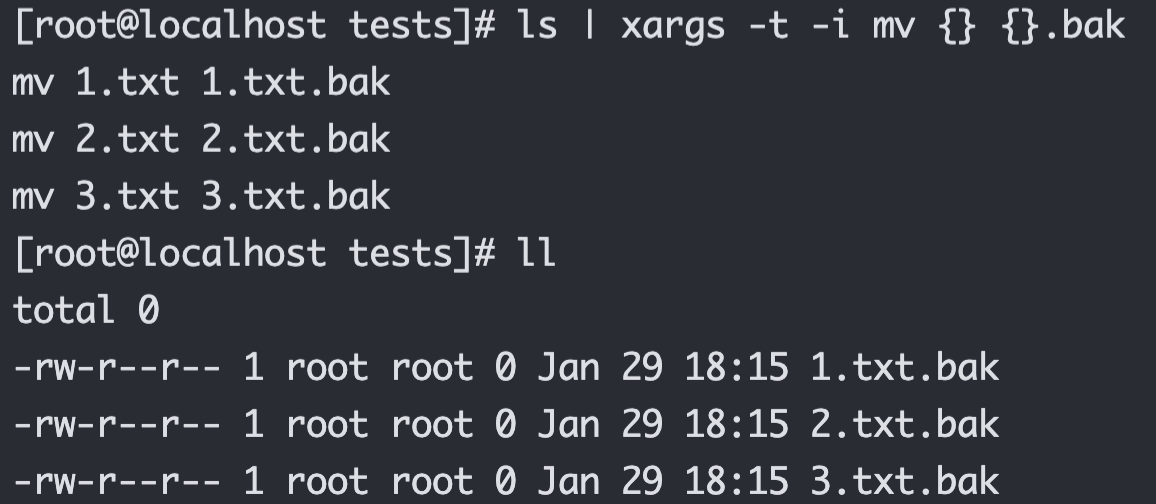 [root@localhost tests]# ls | xargs -t -i mv {} {}.bak
mv 1.txt 1.txt.bak
mv 2.txt 2.txt.bak
mv 3.txt 3.txt.bak
[root@localhost tests]# ll
total 0
-rw-r--r-- 1 root root 0 Jan 29 18:15 1.txt.bak
-rw-r--r-- 1 root root 0 Jan 29 18:15 2.txt.bak
-rw-r--r-- 1 root root 0 Jan 29 18:15 3.txt.bak